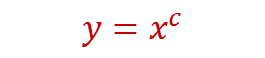 y = x^c